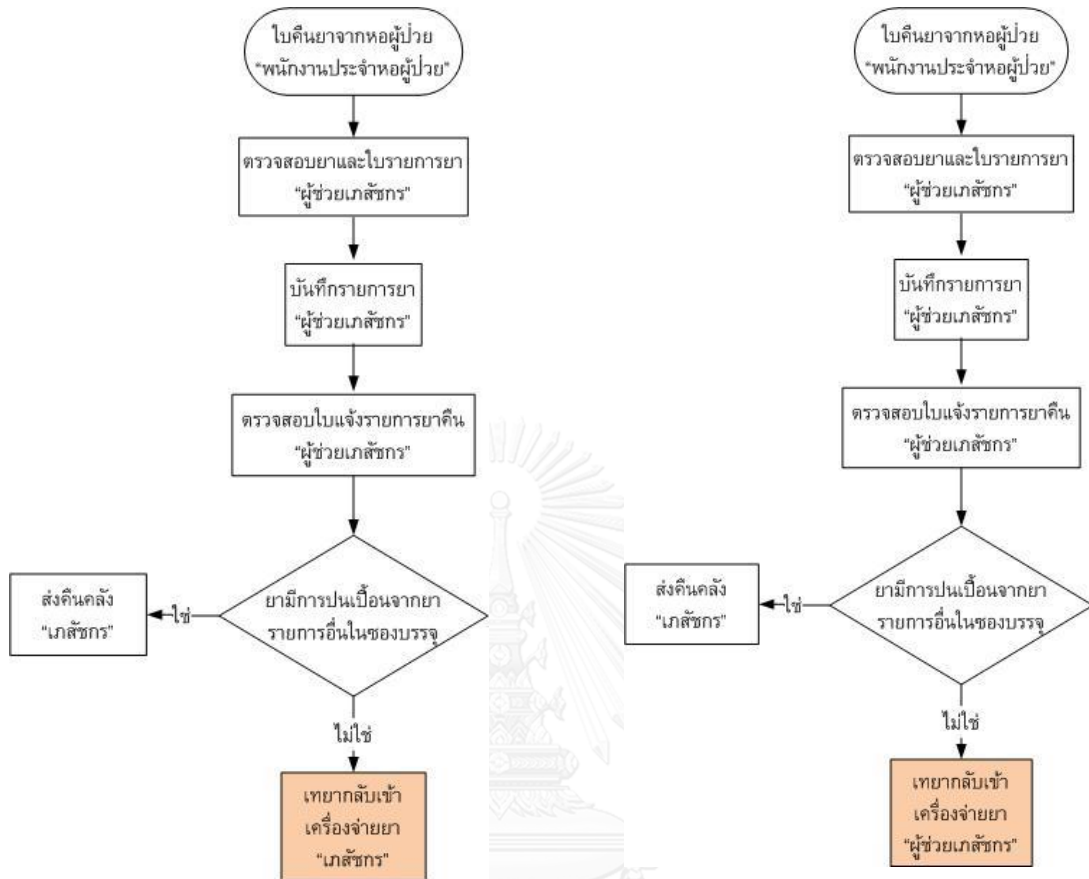 ใบคืนยาจากหอผู้ป่วย
“พนักงานประจำหอผู้ป่วย"
ตรวจสอบยาและใบรายการยา
“ผู้ช่วยเภสัชกร"
บันทึกรายการยา
“ผู้ช่วยเภสัชกร"
ตรวจสอบใบแจ้งรายการยาคืน
“ผู้ช่วยเภสัชกร"
ยามีการปนเปื้อนจากยา
รายการอื่นในซองบรรจุ
ใช่
ส่งคืนคลัง
“เภสัชกร"
ไม่ใช่
เทยากลับเข้า
เครื่องจ่ายยา
“เภสัชกร"
ใบคืนยาจากหอผู้ป่วย
“พนักงานประจำหอผู้ป่วย"
ตรวจสอบยาและใบรายการยา
“ผู้ช่วยเภสัชกร"
บันทึกรายการยา
“ผู้ช่วยเภสัชกร"
ตรวจสอบใบแจ้งรายการยาคืน
“ผู้ช่วยเภสัชกร"
ยามีการปนเปื้อนจากยา
รายการอื่นในซองบรรจุ
ใช่
ส่งคืนคลัง
“เภสัชกร"
ไม่ใช่
เทยากลับเข้า
เครื่องจ่ายยา
“ผู้ช่วยเภสัชกร"